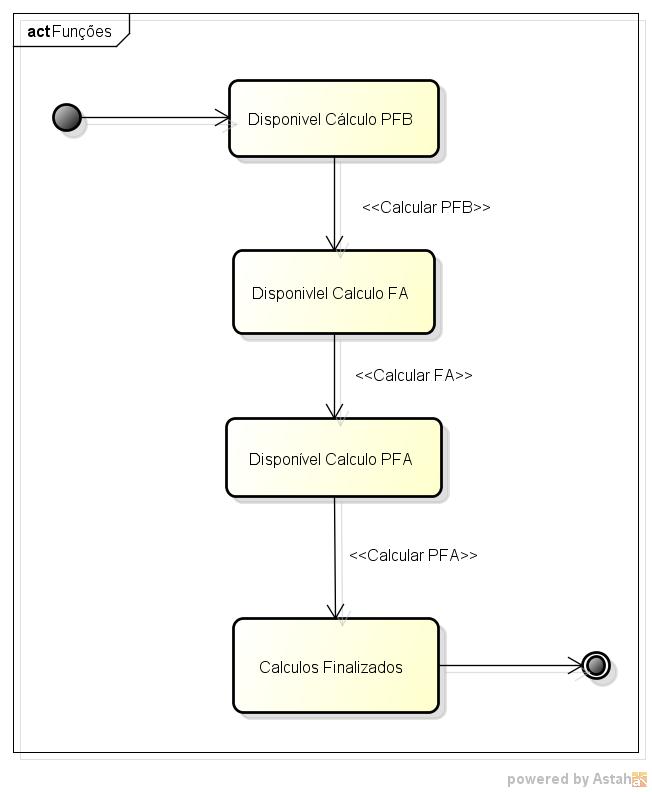 act Funções
Disponivel Cálculo PFB
<<Calcular PFB>>
Disponivlel Calculo FA
<<Calcular FA>>
Disponível Calculo PFA
<<Calcular PFA>>
Calculos Finalizados
powered by Astah